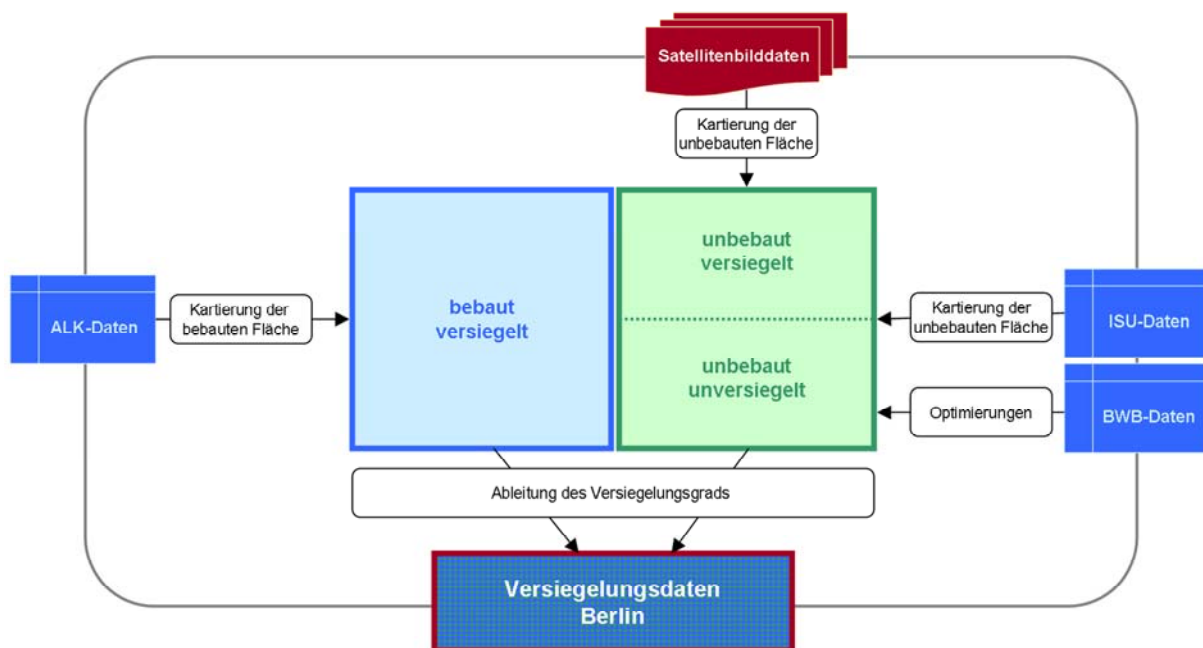 Satellitenbilddaten
Kartierung der
unbebauten Fläche
unbebaut
versiegelt
bebaut
versiegelt
unbebaut
unversiegelt
ALK-Daten
Kartierung der
bebauten Fläche
Kartierung der
unbebauten Fläche
ISU-Daten
Optimierungen
BWB-Daten
Ableitung des Versiegelungsgrads
Versiegelungsdaten
Berlin